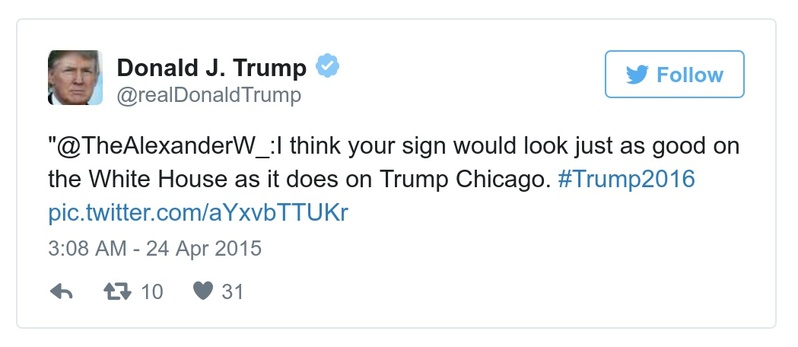 Donald J. Trump
@realDonaldTrump
Follow
"@TheAlexanderW_:I think your sign would look just as good on
the White House as it does on Trump Chicago. #Trump2016
pic.twitter.com/aYxvbTTUKr
3:08 AM - 24 Apr 2015
10 31